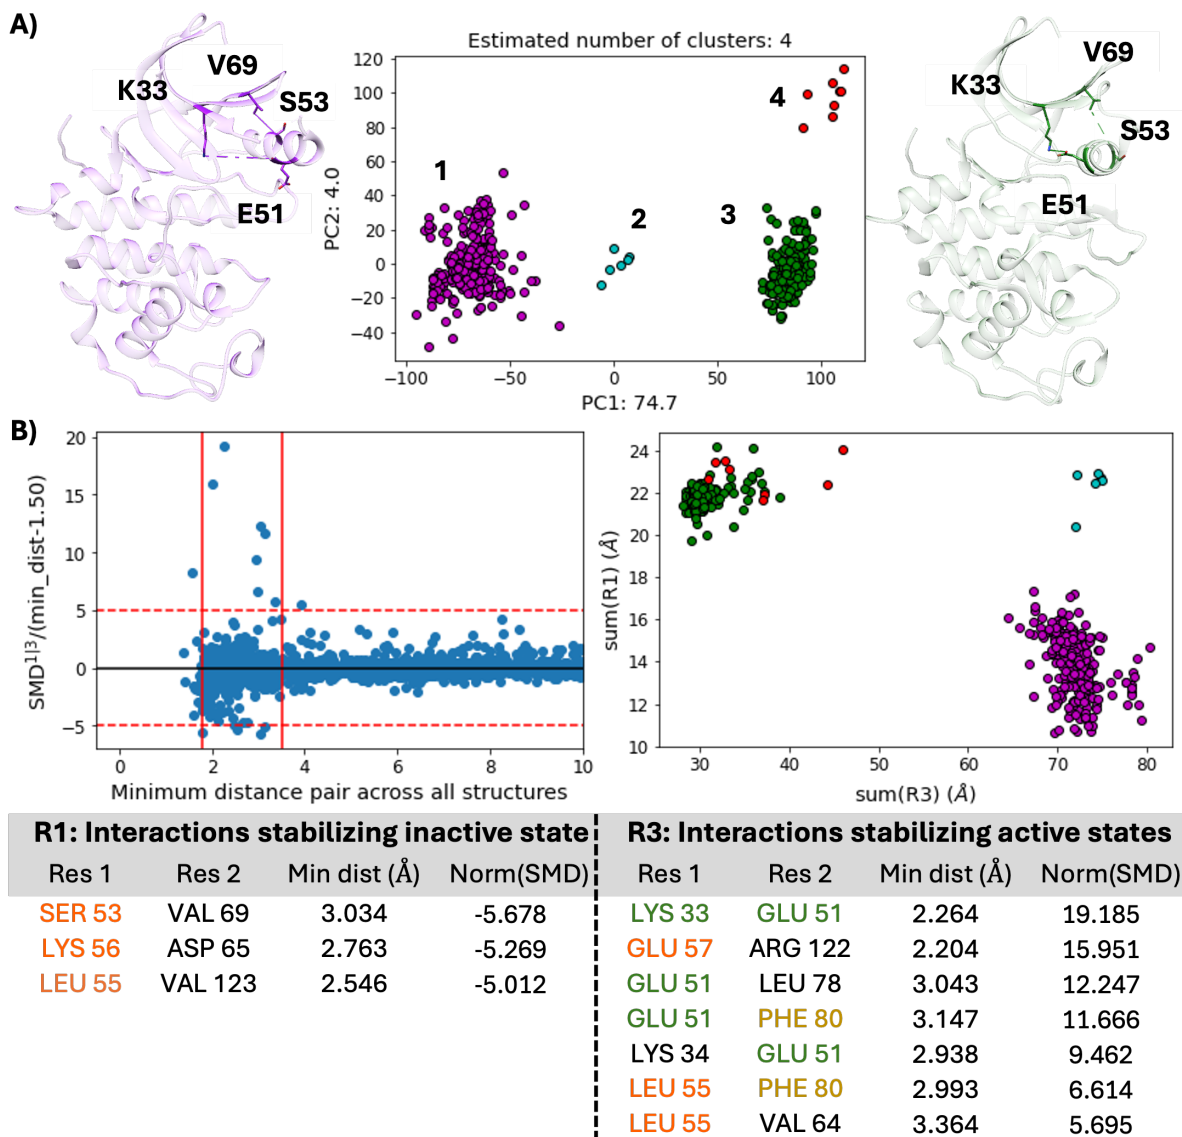 A)
V69
K33
S53
E51
Estimated number of clusters: 4
120
100
80
60
40
20
0
−20
−40
PC2: 4.0
1
2
3
4
−100
−50
0
50
100
PC1: 74.7
V69
K33
S53
E51
B)
20
15
10
5
0
−5
SMD¹|³/(min_dist-1.50)
0
2
4
6
8
10
Minimum distance pair across all structures
24
22
20
18
16
14
12
10
sum(R1) (Å)
30
40
50
60
70
80
sum(R3) (Å)
R1: Interactions stabilizing inactive state
Res 1 Res 2 Min dist (Å) Norm(SMD)
SER 53 VAL 69 3.034 -5.678
LYS 56 ASP 65 2.763 -5.269
LEU 55 VAL 123 2.546 -5.012
R3: Interactions stabilizing active states
Res 1 Res 2 Min dist (Å) Norm(SMD)
LYS 33 GLU 51 2.264 19.185
GLU 57 ARG 122 2.204 15.951
GLU 51 LEU 78 3.043 12.247
GLU 51 PHE 80 3.147 11.666
LYS 34 GLU 51 2.938 9.462
LEU 55 PHE 80 2.993 6.614
LEU 55 VAL 64 3.364 5.695